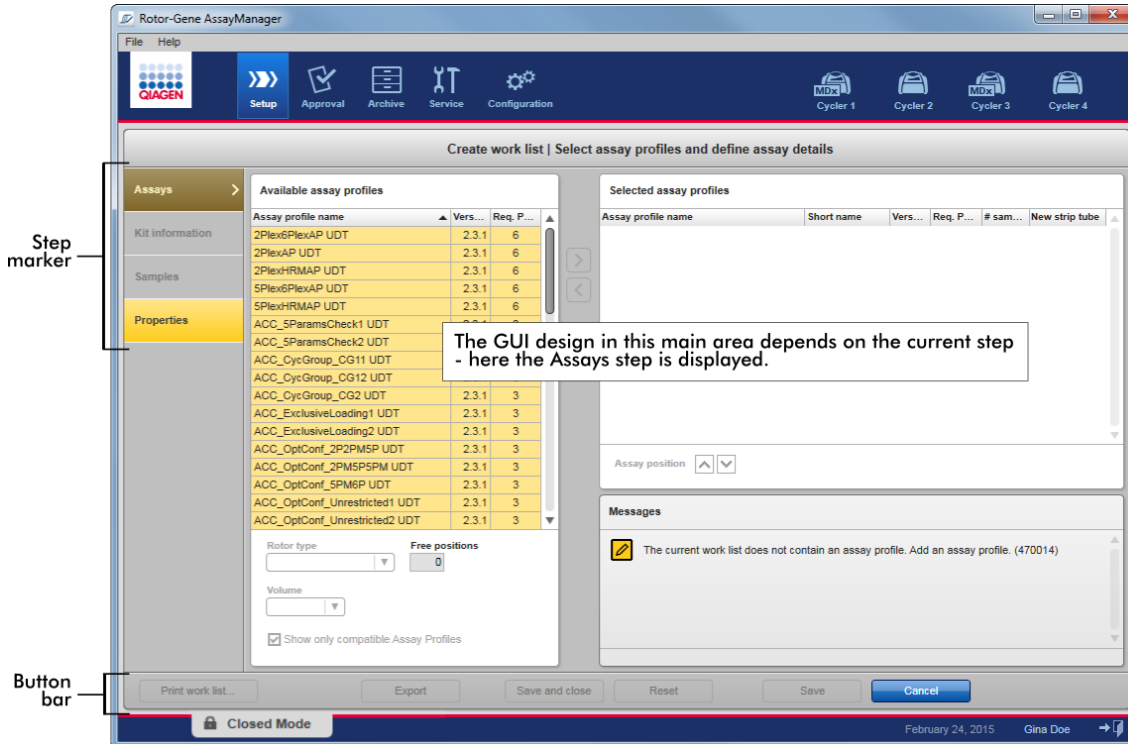 Rotor-Gene AssayManager
File Help
QIAGEN
Setup Approval Archive Service Configuration
MDx MDx
Cycler 1 Cycler 2 Cycler 3 Cycler 4
Create work list | Select assay profiles and define assay details
Step marker
Assays
Kit information
Samples
Properties
Available assay profiles
Assay profile name Vers... Req. P...
2Plex6PlexAP UDT 2.3.1 6
2PlexAP UDT 2.3.1 6
2PlexHRMAP UDT 2.3.1 6
5Plex6PlexAP UDT 2.3.1 6
5PlexHRMAP UDT 2.3.1 6
ACC_5ParamsCheck1 UDT
ACC_5ParamsCheck2 UDT
ACC_CycGroup_CG11 UDT
ACC_CycGroup_CG12 UDT
ACC_CycGroup_CG2 UDT 2.3.1 3
ACC_ExclusiveLoading1 UDT 2.3.1 3
ACC_ExclusiveLoading2 UDT 2.3.1 3
ACC_OptConf_2P2PM5P UDT 2.3.1 3
ACC_OptConf_2PM5P5PM UDT 2.3.1 3
ACC_OptConf_5PM6P UDT 2.3.1 3
ACC_OptConf_Unrestricted1 UDT 2.3.1 3
ACC_OptConf_Unrestricted2 UDT 2.3.1 3
Rotor type Free positions
0
Volume
Show only compatible Assay Profiles
Selected assay profiles
Assay profile name Short name Vers... Req. P... # sam... New strip tube
The GUI design in this main area depends on the current step
- here the Assays step is displayed.
Assay position
Messages
The current work list does not contain an assay profile. Add an assay profile. (470014)
Button bar
Print work list... Export Save and close Reset Save Cancel
Closed Mode
February 24, 2015 Gina Doe